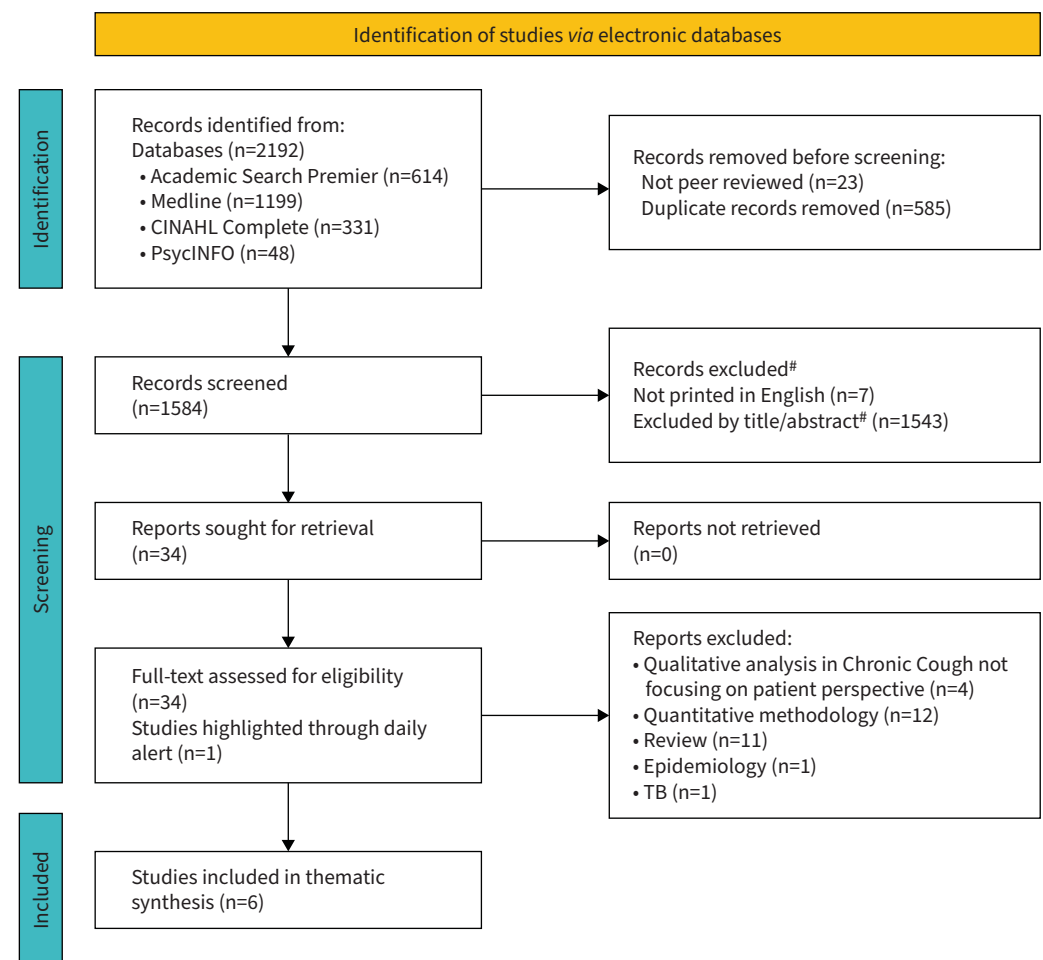 Identification of studies via electronic databases
Identification
Records identified from:
Databases (n=2192)
• Academic Search Premier (n=614)
• Medline (n=1199)
• CINAHL Complete (n=331)
• PsycINFO (n=48)
Records removed before screening:
Not peer reviewed (n=23)
Duplicate records removed (n=585)
Screening
Records screened
(n=1584)
Records excluded#
Not printed in English (n=7)
Excluded by title/abstract# (n=1543)
Reports sought for retrieval
(n=34)
Reports not retrieved
(n=0)
Full-text assessed for eligibility
(n=34)
Studies highlighted through daily
alert (n=1)
Reports excluded:
• Qualitative analysis in Chronic Cough not
focusing on patient perspective (n=4)
• Quantitative methodology (n=12)
• Review (n=11)
• Epidemiology (n=1)
• TB (n=1)
Included
Studies included in thematic
synthesis (n=6)